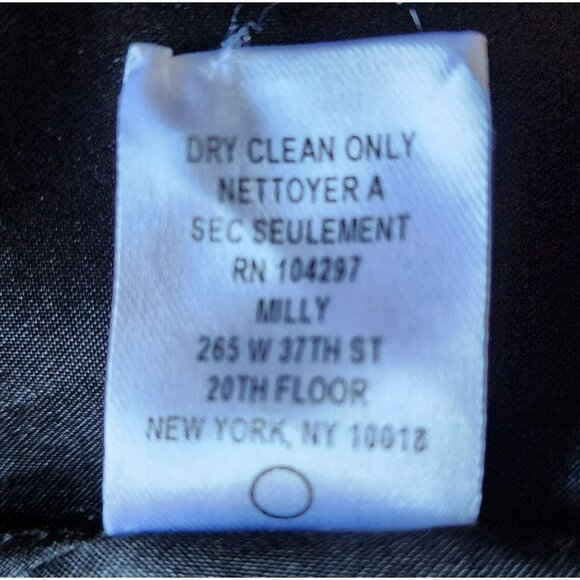 DRY CLEAN ONLY
NETTOYER A
SEC SEULEMENT
RN 104297
MILLY
265 W 37TH ST
20TH FLOOR
NEW YORK, NY 10018